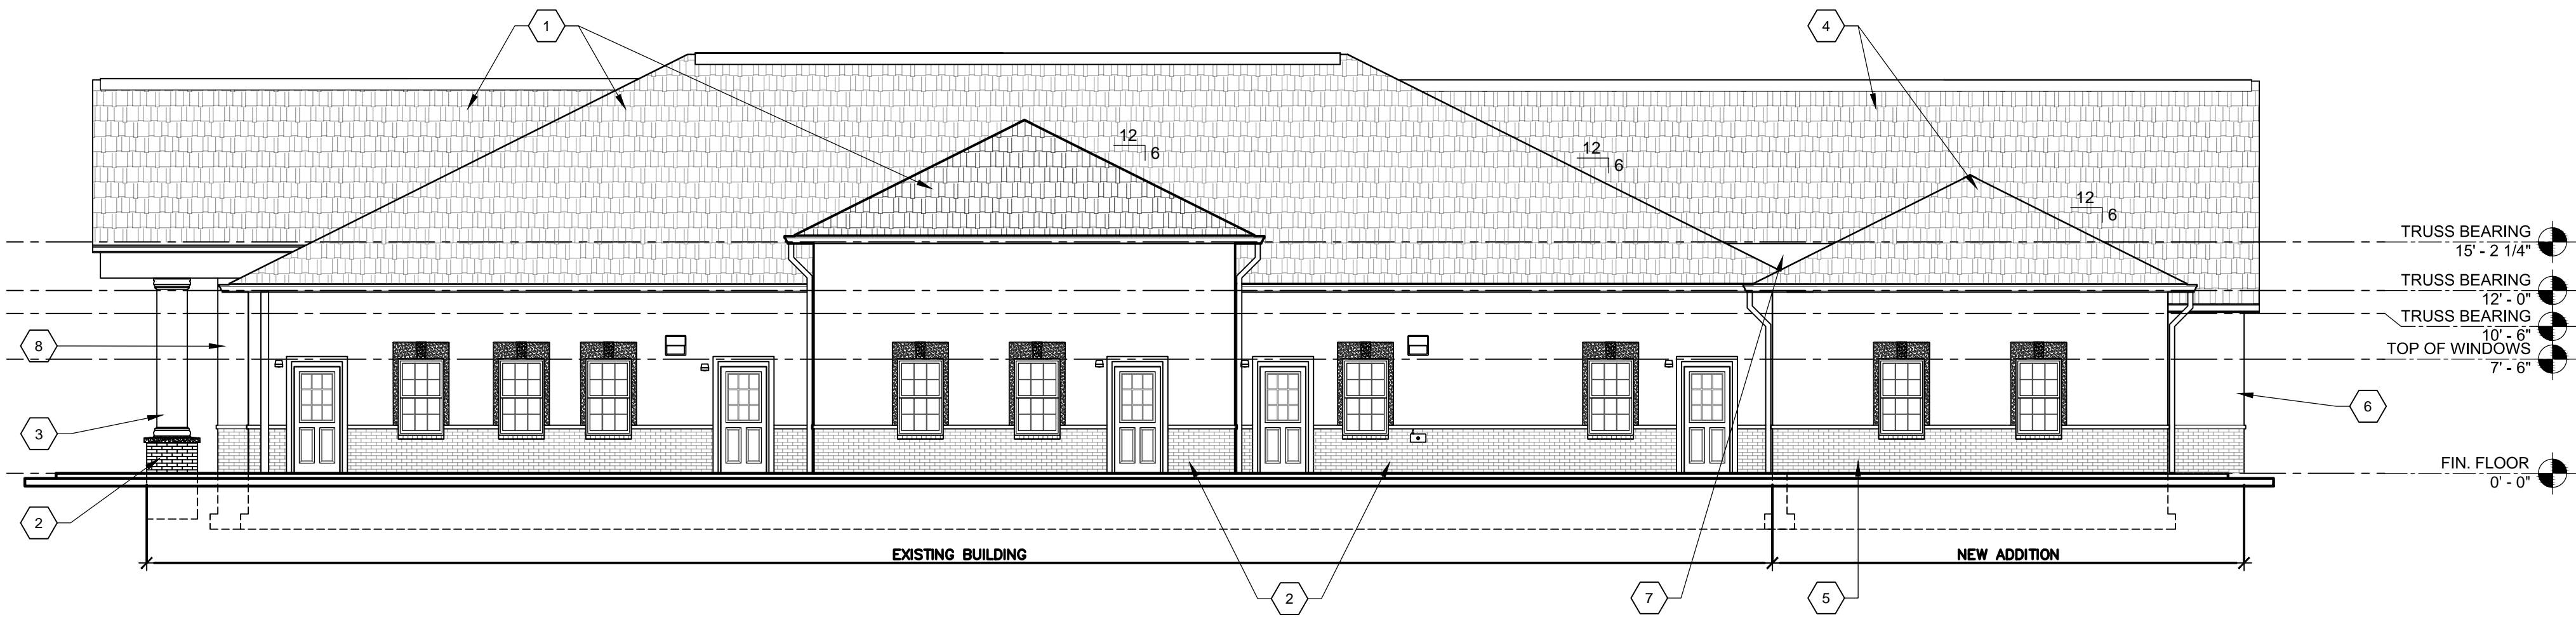 1
4
12
6
12
6
12
6
TRUSS BEARING
15' - 2 1/4"
TRUSS BEARING
12' - 0"
TRUSS BEARING
10' - 6"
TOP OF WINDOWS
7' - 6"
8
3
6
FIN. FLOOR
0' - 0"
2
EXISTING BUILDING
NEW ADDITION
2
7
5